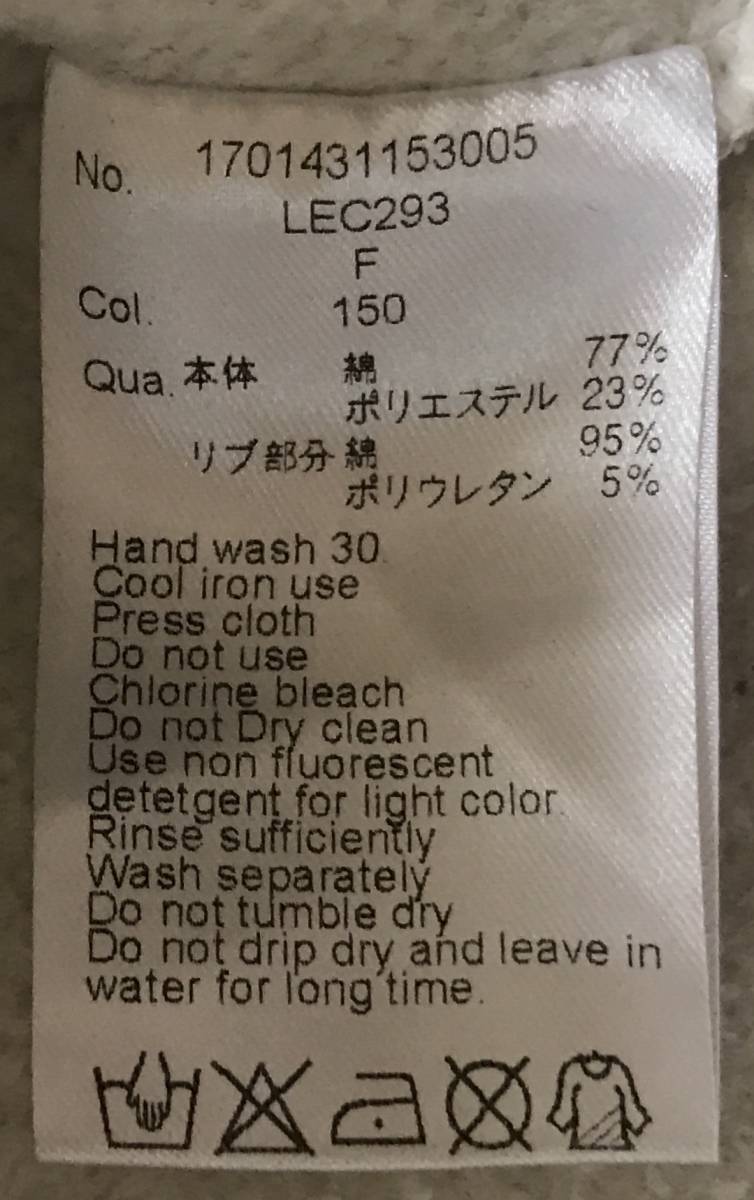 No. 1701431153005
LEC293
F
Col. 150
Qua. 本体 綿 77%
ポリエステル 23%
リブ部分 綿 95%
ポリウレタン 5%
Hand wash 30
Cool iron use
Press cloth
Do not use
Chlorine bleach
Do not Dry clean
Use non fluorescent
detetgent for light color.
Rinse sufficiently
Wash separately
Do not tumble dry
Do not drip dry and leave in
water for long time.